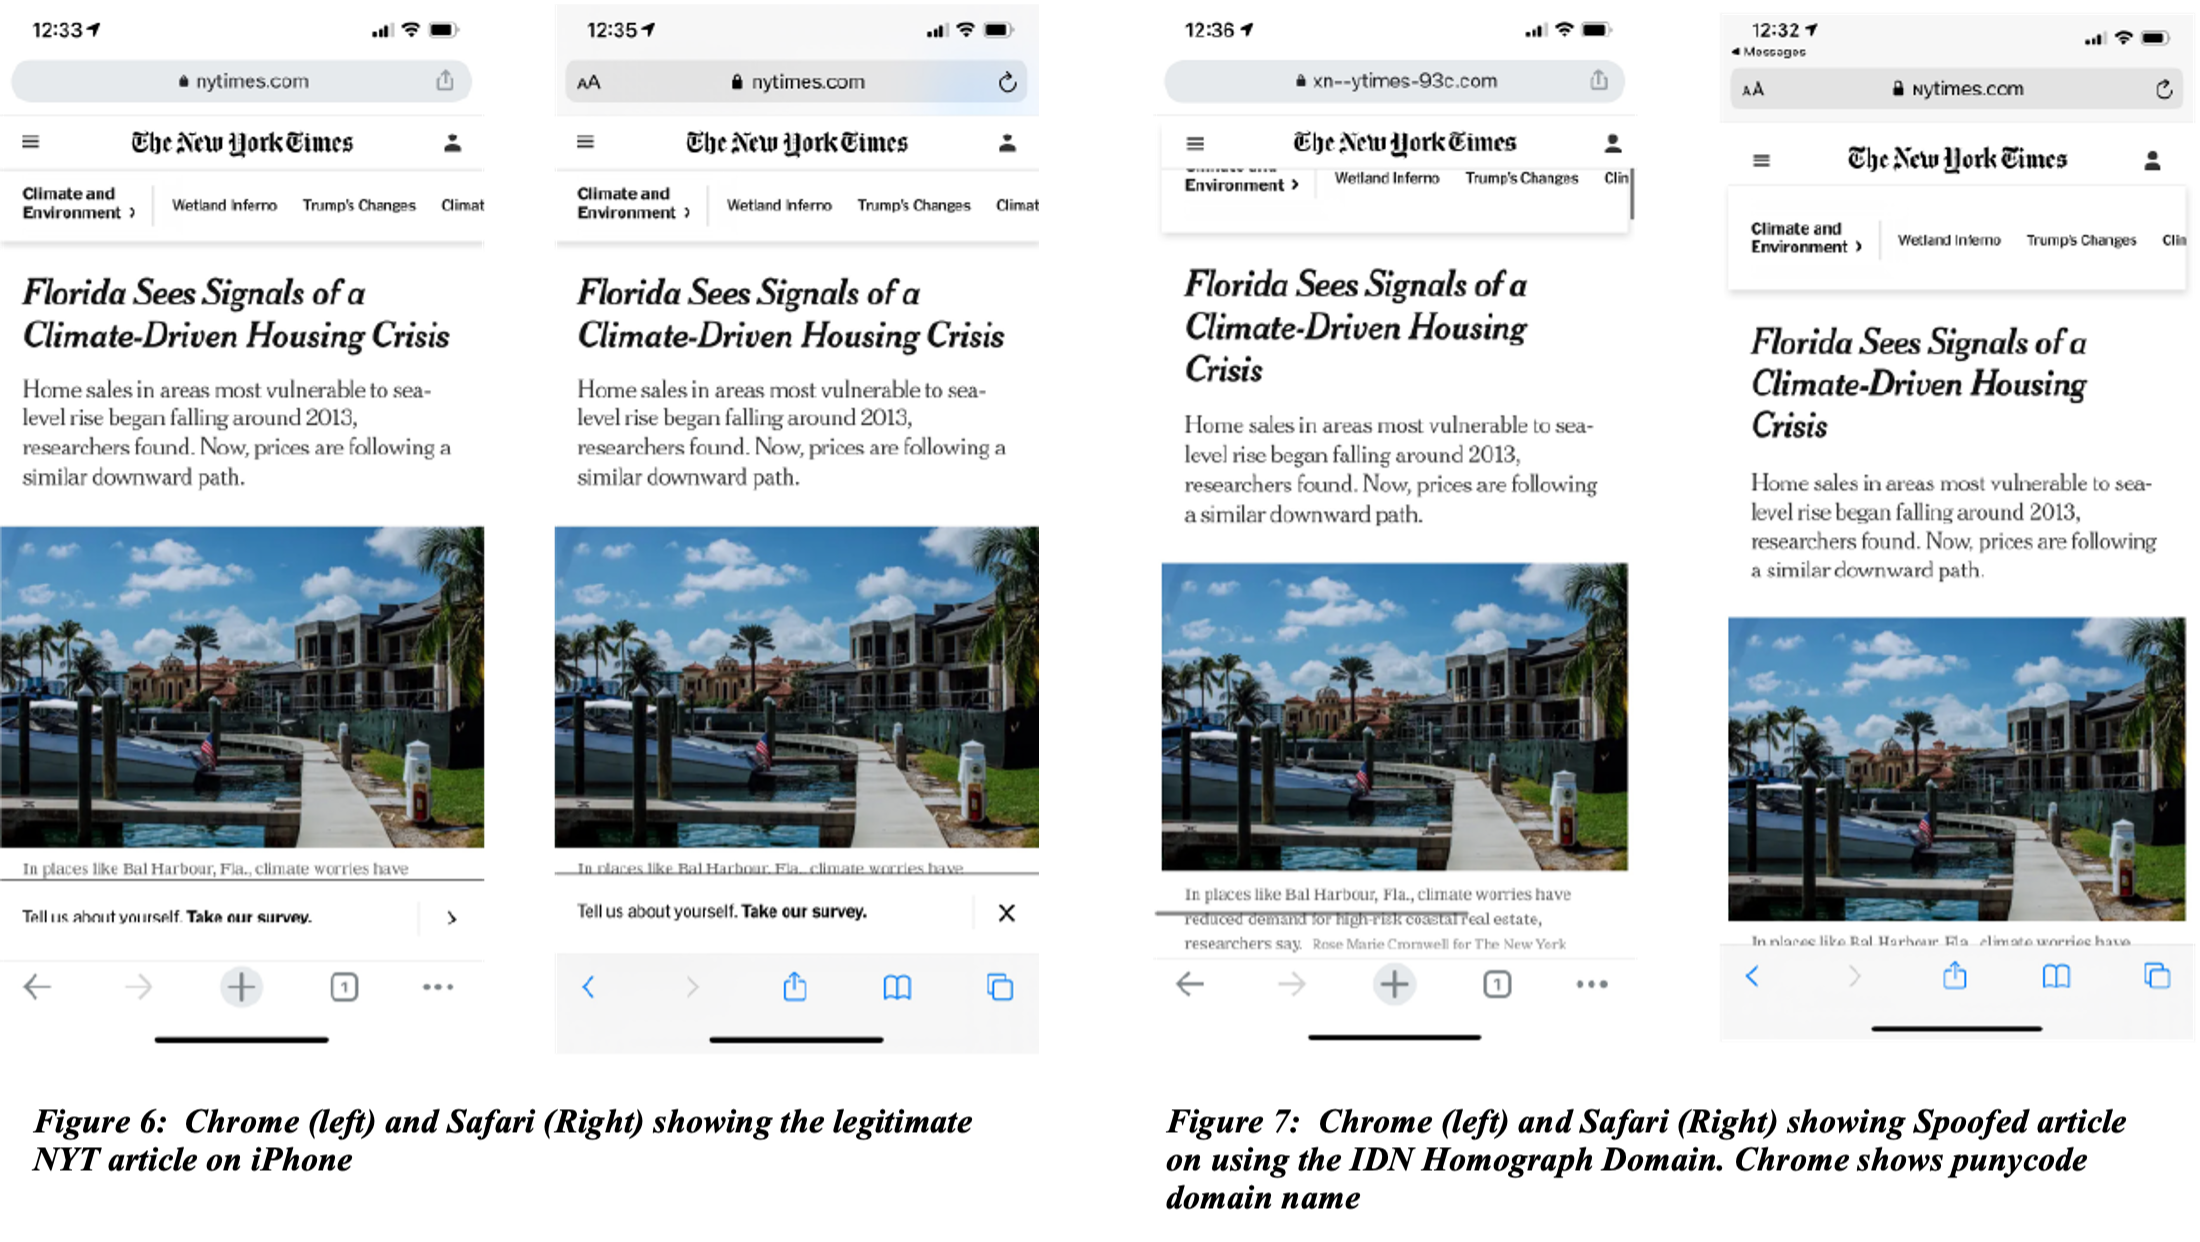 12:33
nytimes.com
The New York Times
Climate and
Environment
Wetland Inferno
Trump's Changes
Climat
Florida Sees Signals of a
Climate-Driven Housing Crisis
Home sales in areas most vulnerable to sea-
level rise began falling around 2013,
researchers found. Now, prices are following a
similar downward path.
In places like Bal Harbour, Fla., climate worries have
Tell us about yourself. Take our survey.
1
12:35
AA
nytimes.com
The New York Times
Climate and
Environment
Wetland Inferno
Trump's Changes
Climat
Florida Sees Signals of a
Climate-Driven Housing Crisis
Home sales in areas most vulnerable to sea-
level rise began falling around 2013,
researchers found. Now, prices are following a
similar downward path.
In places like Bal Harbour, Fla., climate worries have
Tell us about yourself. Take our survey.
Figure 6: Chrome (left) and Safari (Right) showing the legitimate
NYT article on iPhone
12:36
xn--ytimes-93c.com
The New York Times
Climate and
Environment
Wetland Inferno
Trump's Changes
Clin
Florida Sees Signals of a
Climate-Driven Housing
Crisis
Home sales in areas most vulnerable to sea-
level rise began falling around 2013,
researchers found. Now, prices are following
a similar downward path.
In places like Bal Harbour, Fla., climate worries have
reduced demand for high-risk coastal real estate,
researchers say. Rose Marie Cromwell for The New York
1
12:32
Messages
AA
ɴytimes.com
The New York Times
Climate and
Environment
Wetland Inferno
Trump's Changes
Clin
Florida Sees Signals of a
Climate-Driven Housing
Crisis
Home sales in areas most vulnerable to sea-
level rise began falling around 2013,
researchers found. Now, prices are following
a similar downward path.
In places like Bal Harbour, Fla., climate worries have
Figure 7: Chrome (left) and Safari (Right) showing Spoofed article
on using the IDN Homograph Domain. Chrome shows punycode
domain name